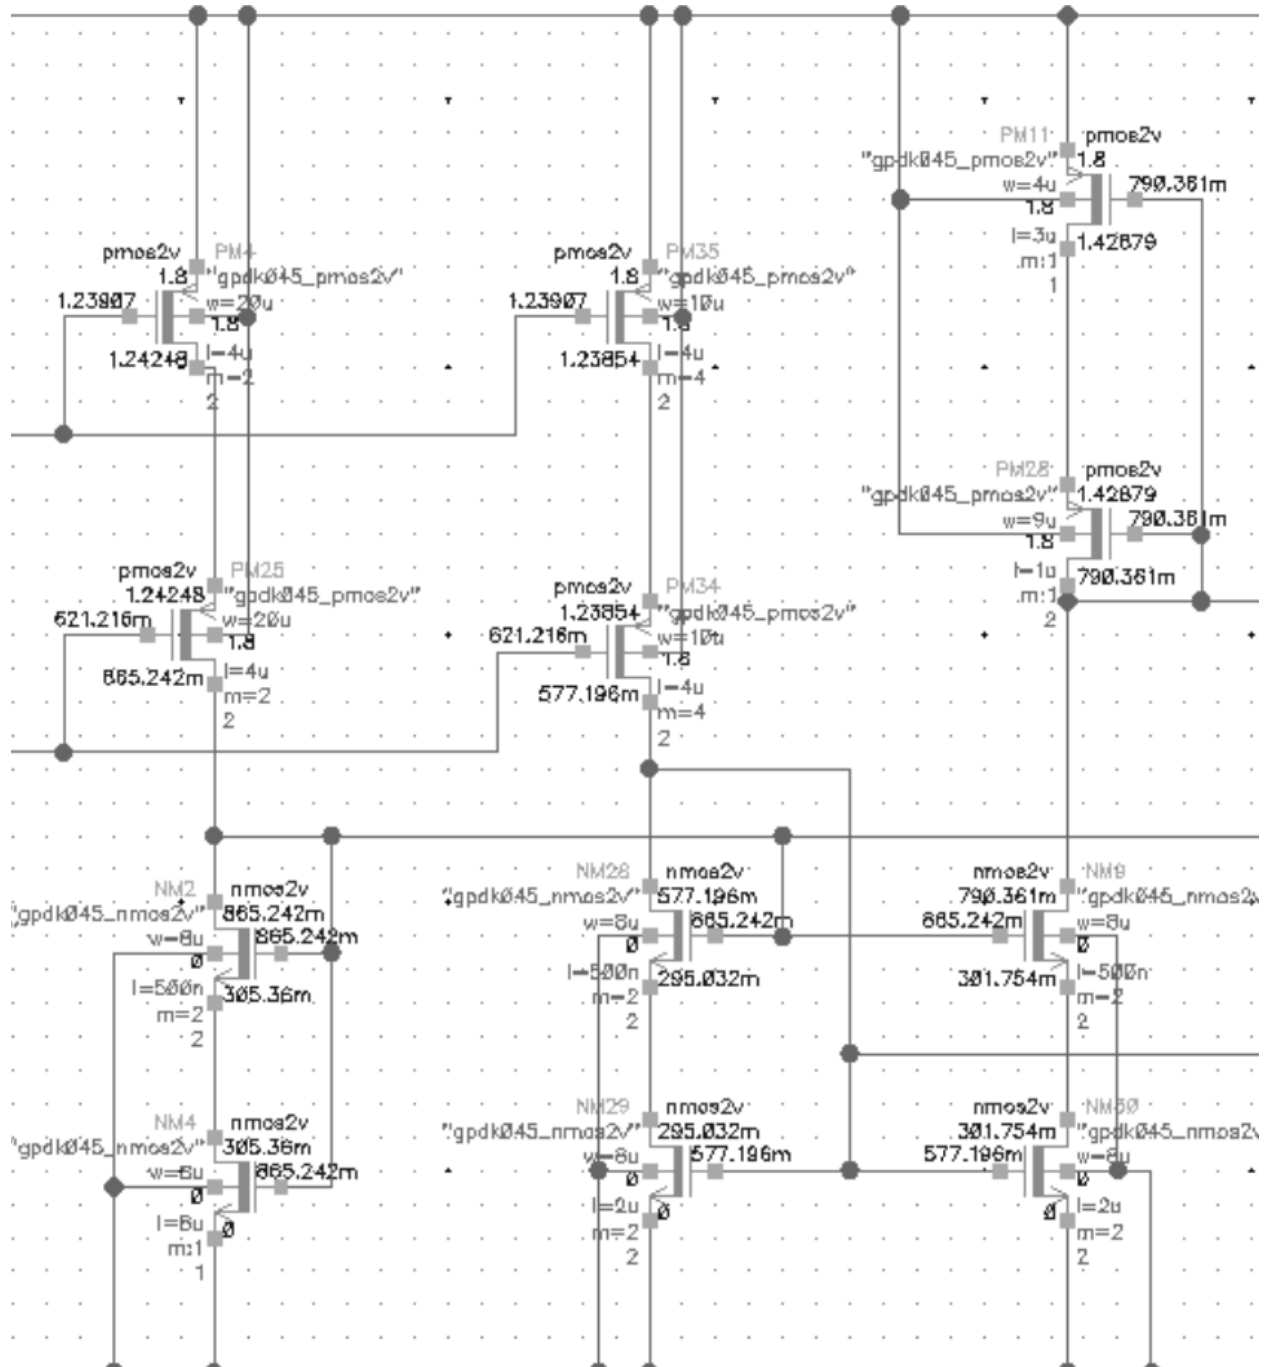 PM11 pmos2v
1.8
"gpdk045_pmos2v"
w=4u 790.361m
1.8
l=3u 1.42879
m:1
1
pmos2v PM4
1.8 "gpdk045_pmos2v"
1.23907 w=20u
1.8
1.24248 l=4u
m=2
2
pmos2v PM35
1.8 "gpdk045_pmos2v"
1.23907 w=10u
1.8
1.23854 l=4u
m=4
2
PM28 pmos2v
1.42879
"gpdk045_pmos2v"
w=9u 790.361m
1.8
l=1u 790.361m
m:1
2
pmos2v PM25
1.24248 "gpdk045_pmos2v"
621.216m w=20u
1.8
865.242m l=4u
m=2
2
pmos2v PM34
1.23854 "gpdk045_pmos2v"
621.216m w=10u
1.8
577.196m l=4u
m=4
2
NM2 nmos2v
"gpdk045_nmos2v" 865.242m
w=8u 865.242m
0
l=500n 305.36m
m=2
2
NM28 nmos2v
"gpdk045_nmos2v" 577.196m
w=8u 865.242m
0
l=500n 295.032m
m=2
2
nmos2v NM9
790.361m "gpdk045_nmos2v
865.242m w=8u
0
301.754m l=500n
m=2
2
NM4 nmos2v
"gpdk045_nmos2v" 305.36m
w=6u 865.242m
0
l=6u 0
m:1
1
NM29 nmos2v
"gpdk045_nmos2v" 295.032m
w=8u 577.196m
0
l=2u 0
m=2
2
nmos2v NM30
301.754m "gpdk045_nmos2v
577.196m w=8u
0
0 l=2u
m=2
2